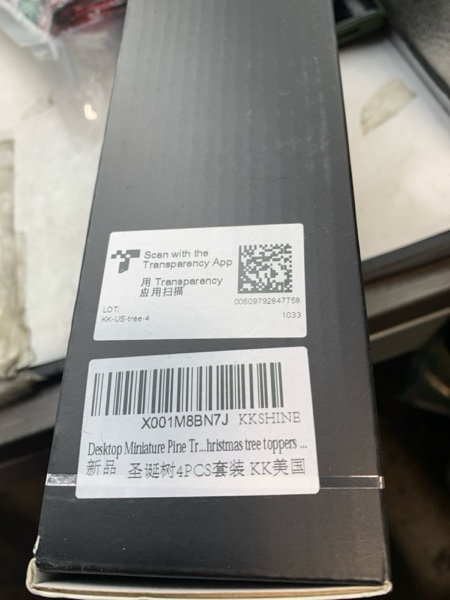 Scan with the
Transparency App
用 Transparency
应用扫描
LOT:
KK-US-tree-4
00609792847758
1033
X001M8BN7J KKSHINE
Desktop Miniature Pine Tr...hristmas tree toppers ...
新品 圣诞树4PCS套装 KK美国